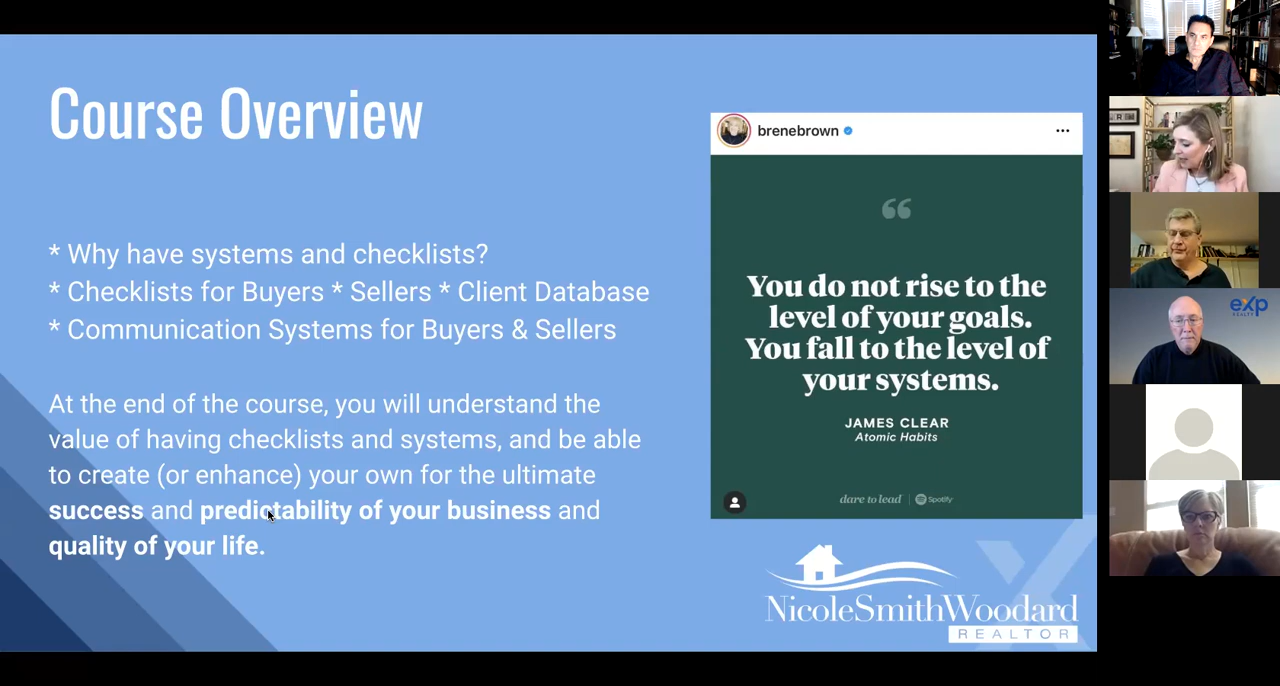 Course Overview
* Why have systems and checklists?
* Checklists for Buyers * Sellers * Client Database
* Communication Systems for Buyers & Sellers
At the end of the course, you will understand the
value of having checklists and systems, and be able
to create (or enhance) your own for the ultimate
success and predictability of your business and
quality of your life.
brenebrown
“
You do not rise to the
level of your goals.
You fall to the level of
your systems.
JAMES CLEAR
Atomic Habits
dare to lead | Spotify
NicoleSmithWoodard
REALTOR
eXp
REALTY